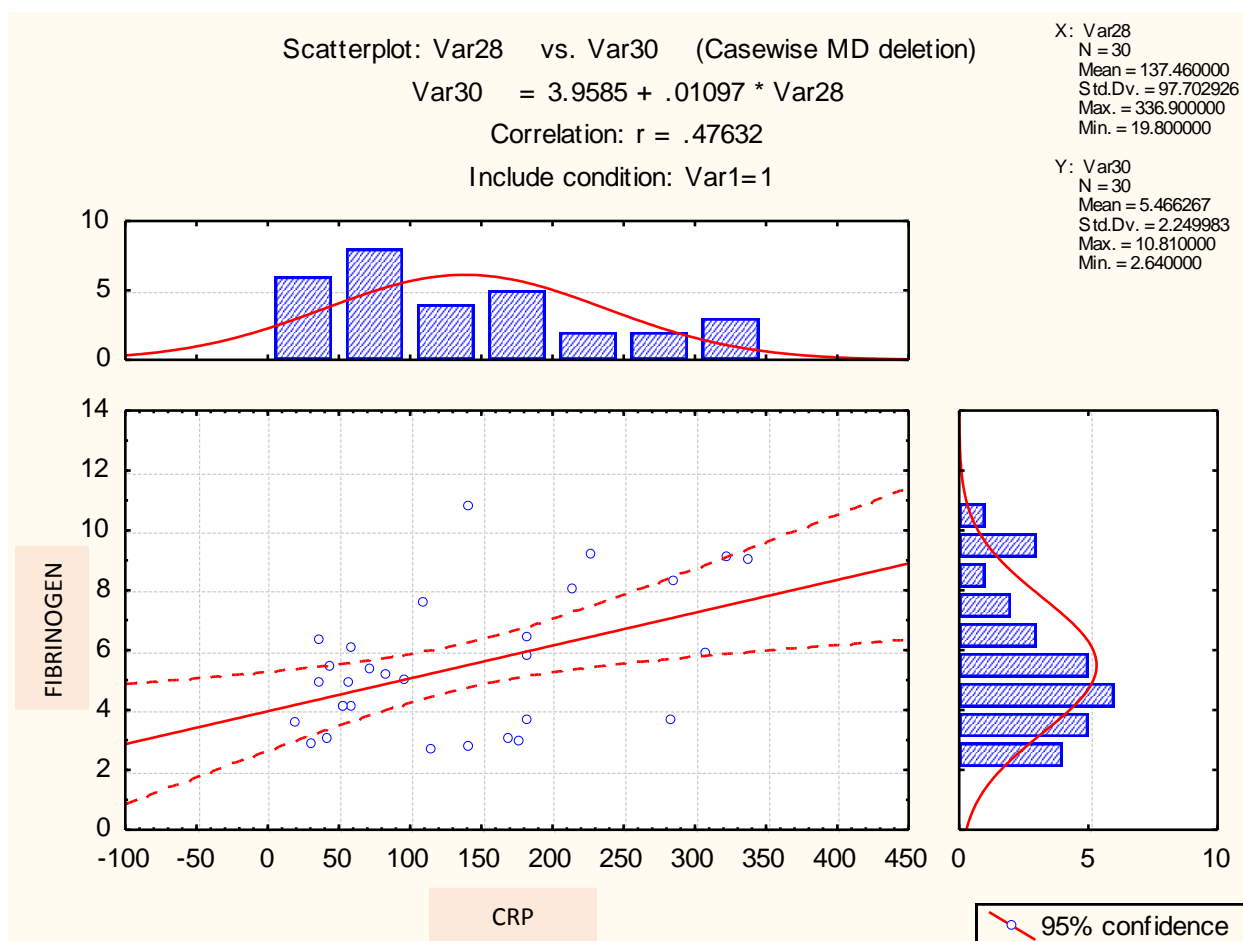 Scatterplot: Var28 vs. Var30 (Casewise MD deletion)
Var30 = 3.9585 + .01097 * Var28
Correlation: r = .47632
Include condition: Var1=1
X: Var28
N = 30
Mean = 137.460000
Std.Dv. = 97.702926
Max. = 336.900000
Min. = 19.800000
Y: Var30
N = 30
Mean = 5.466267
Std.Dv. = 2.249983
Max. = 10.810000
Min. = 2.640000
10
5
0
14
12
10
8
6
4
2
0
FIBRINOGEN
-100 -50 0 50 100 150 200 250 300 350 400 450
0 5 10
CRP
95% confidence